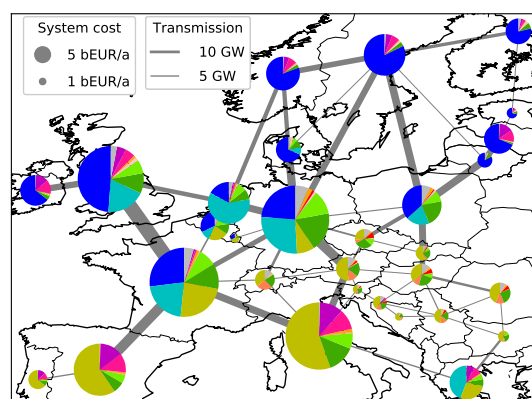 System cost
5 bEUR/a
1 bEUR/a
Transmission
10 GW
5 GW